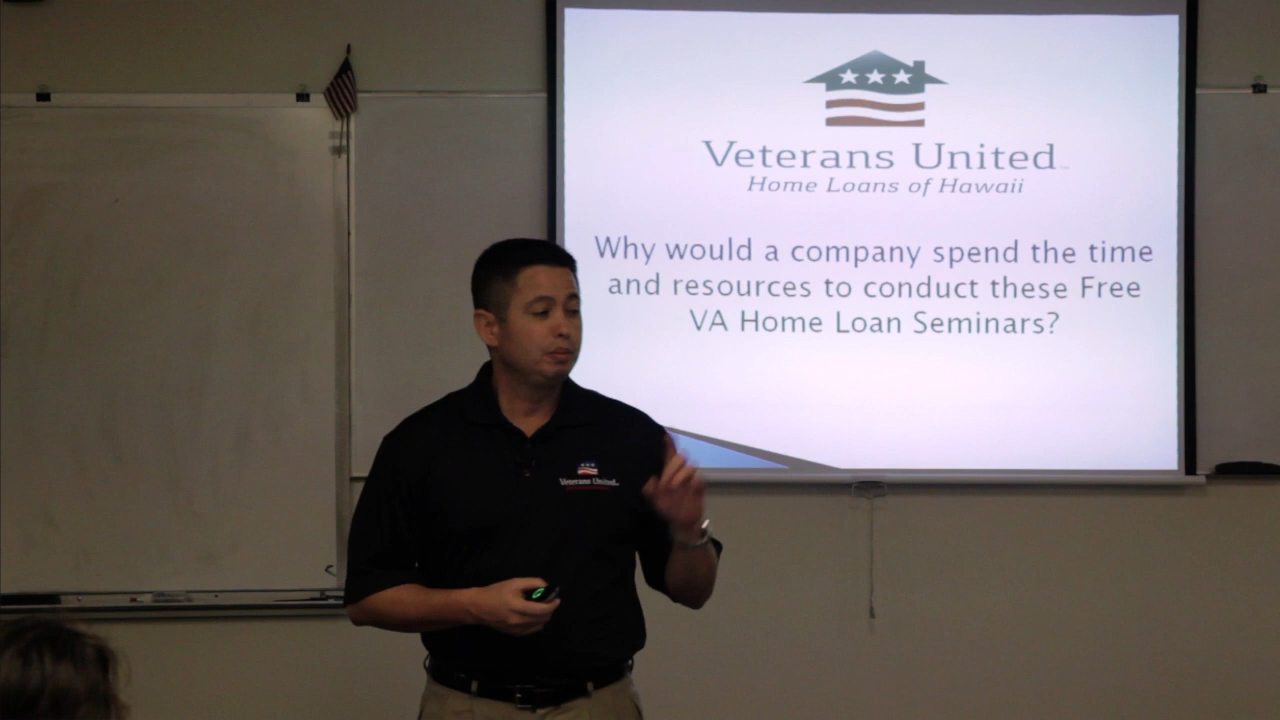 Veterans United
Home Loans of Hawaii
Why would a company spend the time
and resources to conduct these Free
VA Home Loan Seminars?
Veterans United